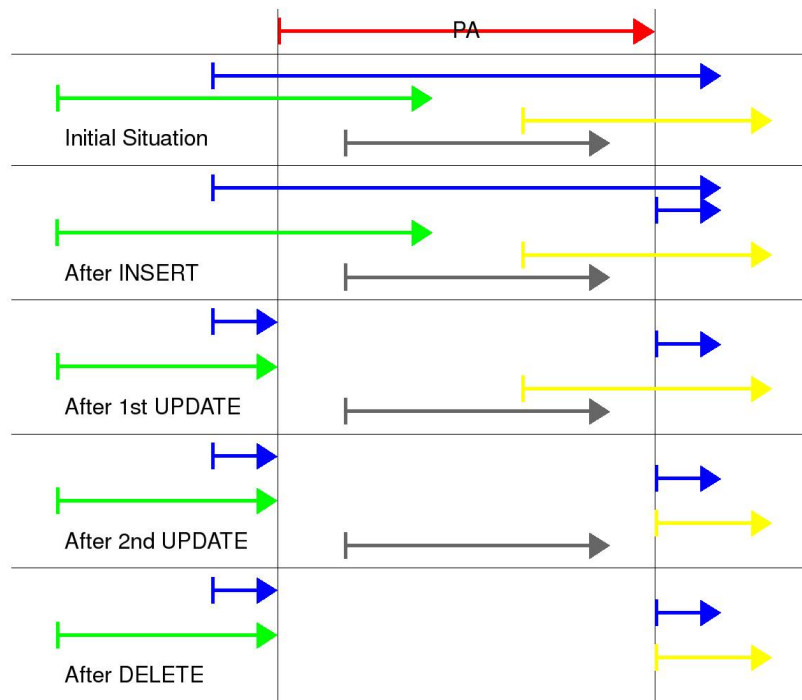 PA
Initial Situation
After INSERT
After 1st UPDATE
After 2nd UPDATE
After DELETE